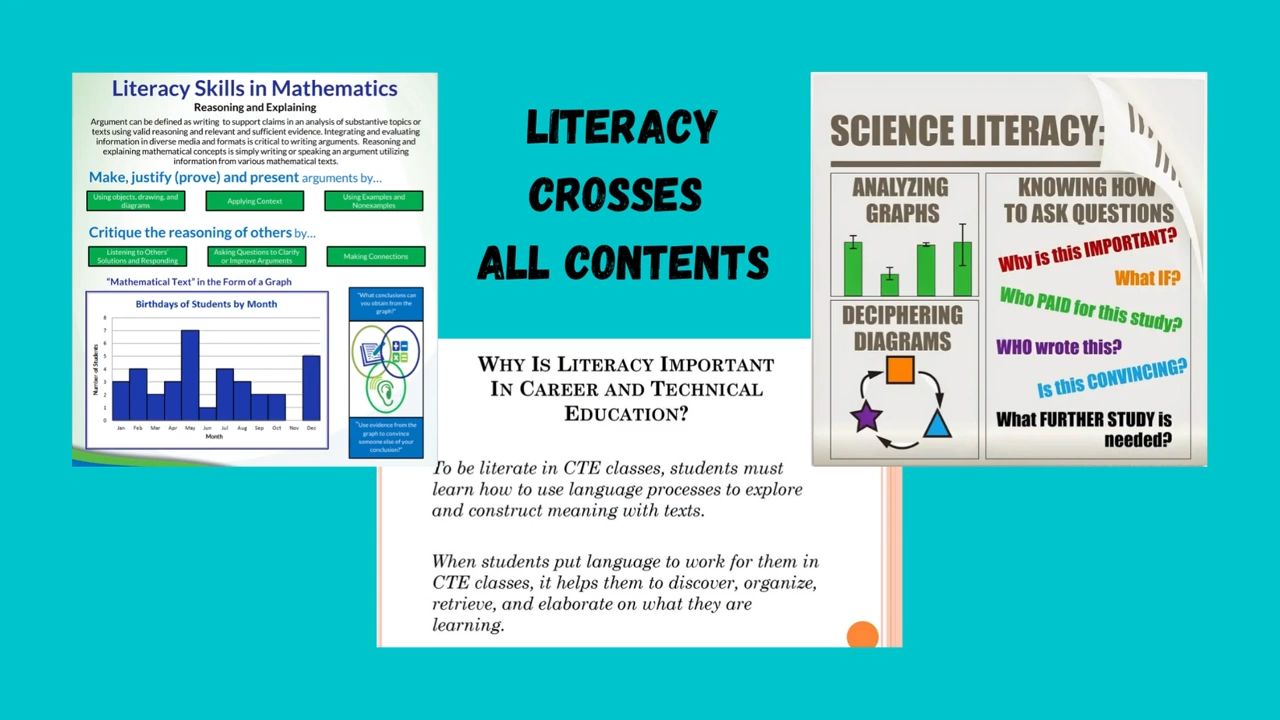 Literacy Skills in Mathematics
Reasoning and Explaining
Argument can be defined as writing to support claims in an analysis of substantive topics or
texts using valid reasoning and relevant and sufficient evidence. Integrating and evaluating
information in diverse media and formats is critical to writing arguments. Reasoning and
explaining mathematical concepts is simply writing or speaking an argument utilizing
information from various mathematical texts.
Make, justify (prove) and present arguments by...
Using objects, drawing, and
diagrams
Applying Context
Using Examples and
Nonexamples
Critique the reasoning of others by...
Listening to Others'
Solutions and Responding
Asking Questions to Clarify
or Improve Arguments
Making Connections
"Mathematical Text" in the Form of a Graph
Birthdays of Students by Month
Number of Students
8
7
6
5
4
3
2
1
0
Jan Feb Mar Apr May Jun Jul Aug Sep Oct Nov Dec
Month
"What conclusions can
you obtain from the
graph?"
"Use evidence from the
graph to convince
someone else of your
conclusion?"
LITERACY
CROSSES
ALL CONTENTS
WHY IS LITERACY IMPORTANT
IN CAREER AND TECHNICAL
EDUCATION?
To be literate in CTE classes, students must
learn how to use language processes to explore
and construct meaning with texts.
When students put language to work for them in
CTE classes, it helps them to discover, organize,
retrieve, and elaborate on what they are
learning.
SCIENCE LITERACY:
ANALYZING
GRAPHS
DECIPHERING
DIAGRAMS
KNOWING HOW
TO ASK QUESTIONS
Why is this IMPORTANT?
What IF?
Who PAID for this study?
WHO wrote this?
Is this CONVINCING?
What FURTHER STUDY is
needed?